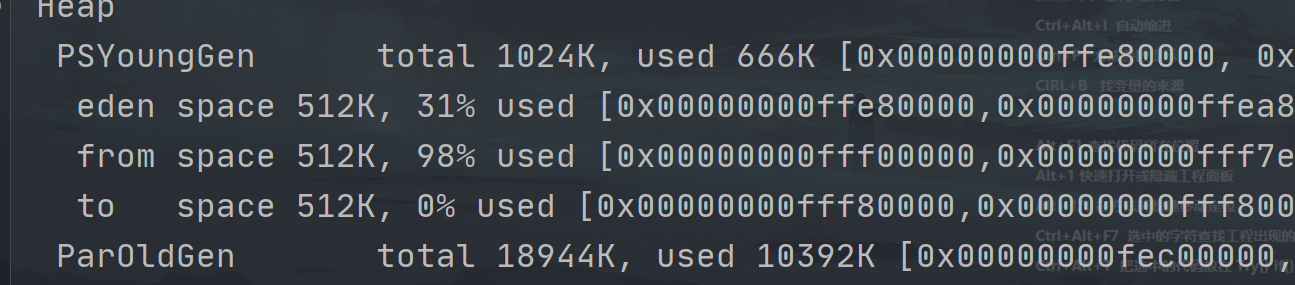 Heap
PSYoungGen      total 1024K, used 666K [0x00000000ffe80000, 0x
eden space 512K, 31% used [0x00000000ffe80000,0x00000000ffea8
from space 512K, 98% used [0x00000000fff00000,0x00000000fff7e
to   space 512K, 0% used [0x00000000fff80000,0x00000000fff800
ParOldGen       total 18944K, used 10392K [0x00000000fec00000,
Ctrl+Alt+I 自动缩进
CIRL+B 找变量的来源
Alt+1 快速打开或隐藏工程面板
Ctrl+Alt+F7 选中的字符查找工程出现的